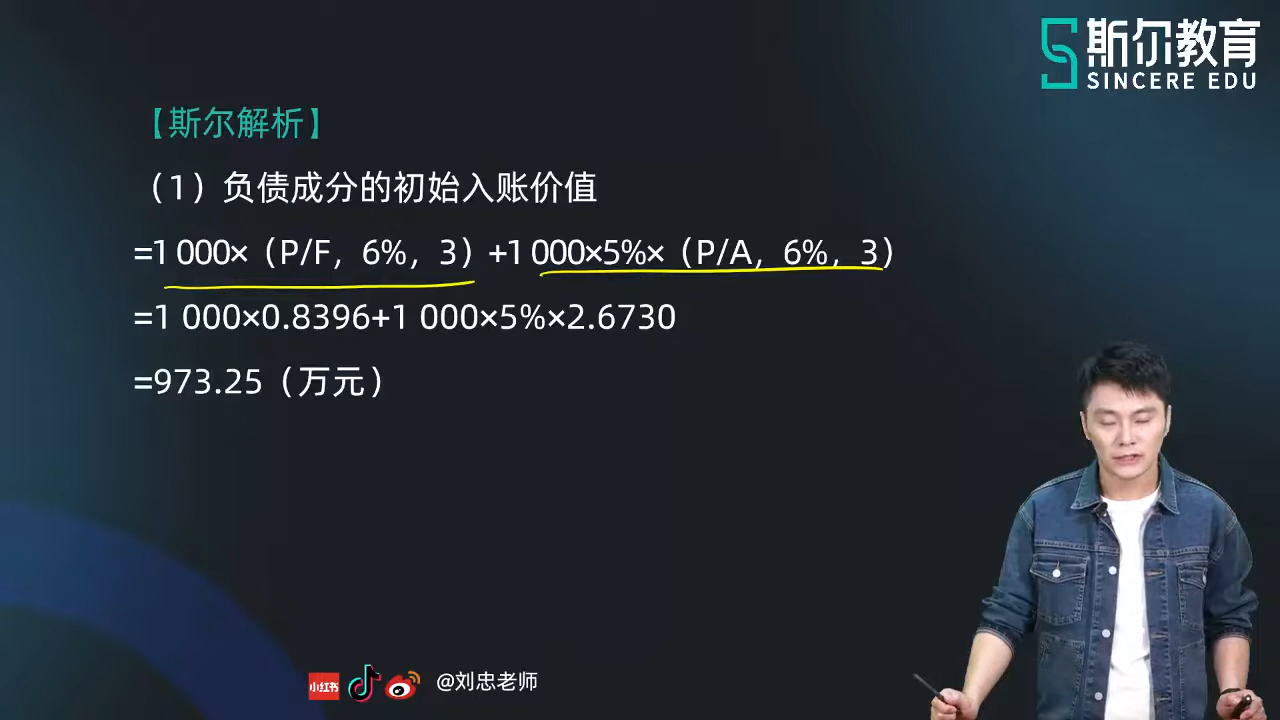 斯尔教育
SINCERE EDU
【斯尔解析】
（1）负债成分的初始入账价值
=1 000×（P/F，6%，3）+1 000×5%×（P/A，6%，3）
=1 000×0.8396+1 000×5%×2.6730
=973.25（万元）
小红书
@刘忠老师